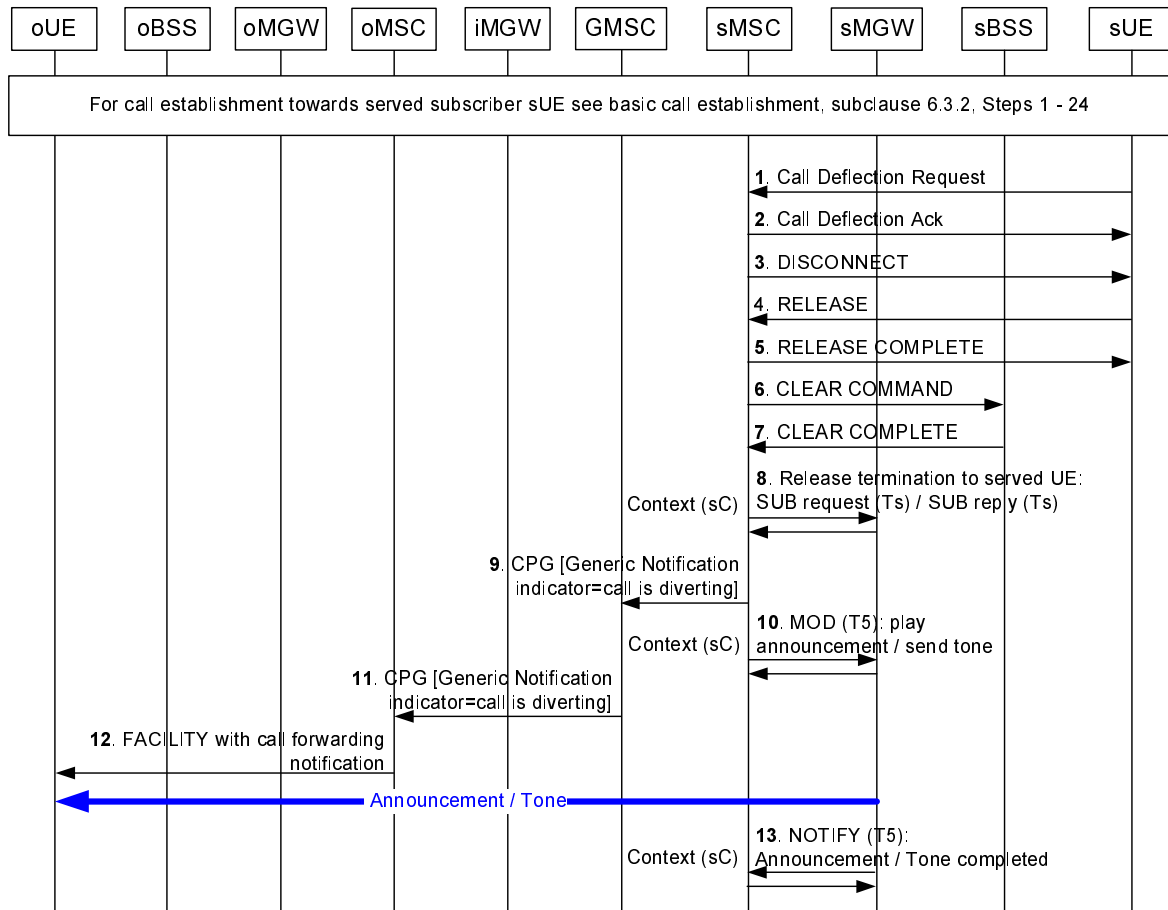 oUE oBSS oMGW oMSC iMGW GMSC sMSC sMGW sBSS sUE
For call establishment towards served subscriber sUE see basic call establishment, subclause 6.3.2, Steps 1 - 24
1. Call Deflection Request
2. Call Deflection Ack
3. DISCONNECT
4. RELEASE
5. RELEASE COMPLETE
6. CLEAR COMMAND
7. CLEAR COMPLETE
8. Release termination to served UE:
Context (sC)
SUB request (Ts) / SUB reply (Ts)
9. CPG [Generic Notification
indicator=call is diverting]
10. MOD (T5): play
Context (sC)
announcement / send tone
11. CPG [Generic Notification
indicator=call is diverting]
12. FACILITY with call forwarding
notification
Announcement / Tone
13. NOTIFY (T5):
Context (sC)
Announcement / Tone completed